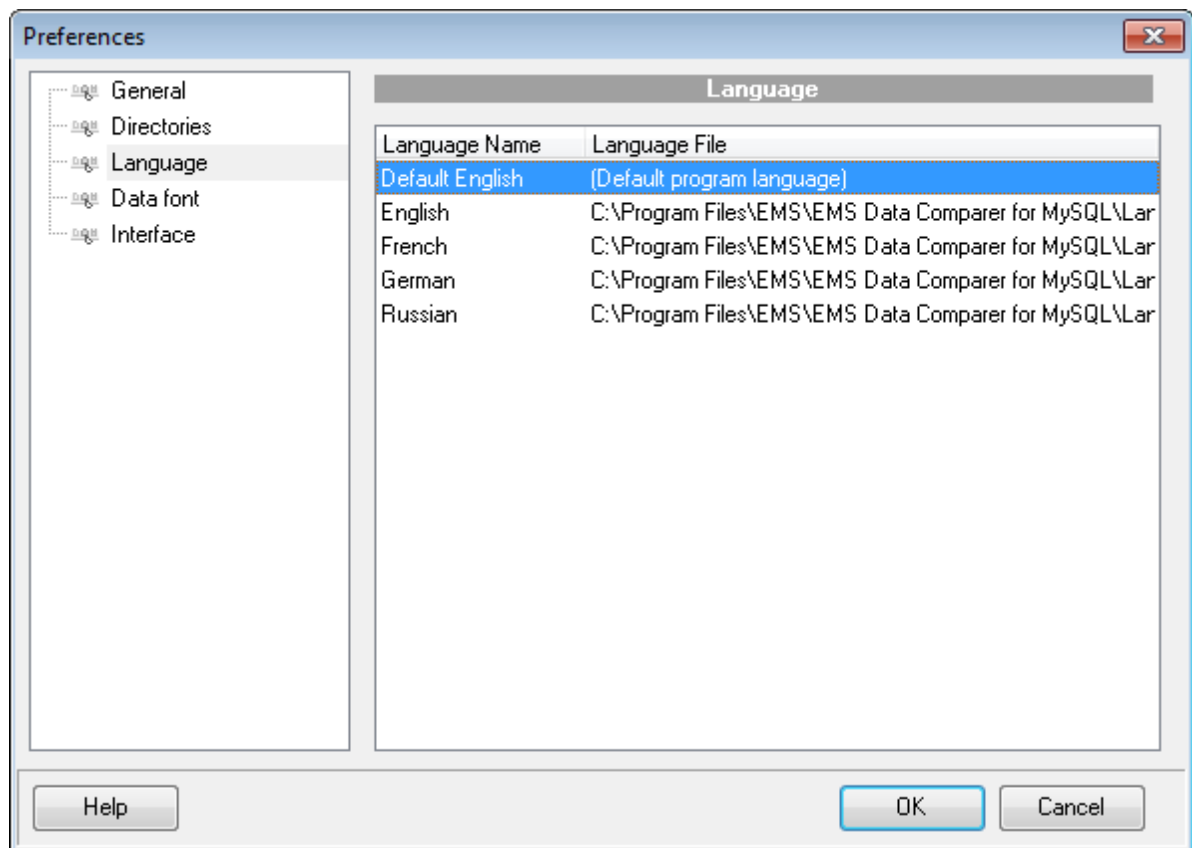 Preferences
General
Directories
Language
Data font
Interface
Language
Language Name Language File
Default English (Default program language)
English C:\Program Files\EMS\EMS Data Comparer for MySQL\Lar
French C:\Program Files\EMS\EMS Data Comparer for MySQL\Lar
German C:\Program Files\EMS\EMS Data Comparer for MySQL\Lar
Russian C:\Program Files\EMS\EMS Data Comparer for MySQL\Lar
Help OK Cancel